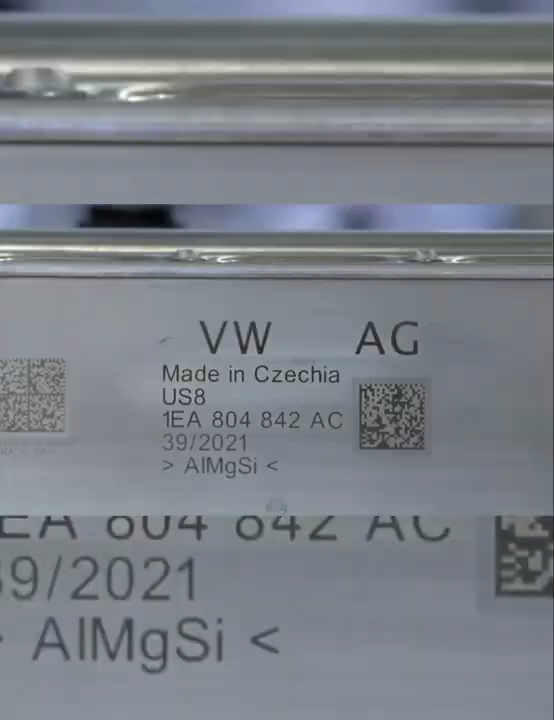 VW AG
Made in Czechia
US8
1EA 804 842 AC
39/2021
> AlMgSi <
EA 804 842 AC
39/2021
> AlMgSi <